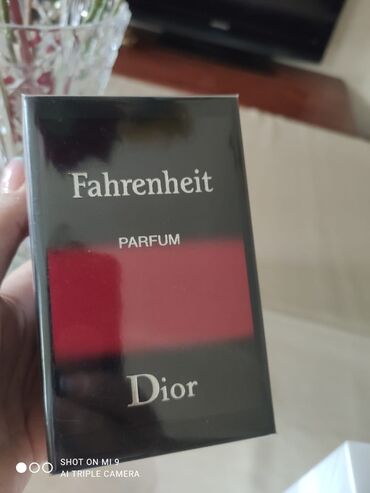 Fahrenheit
PARFUM
Dior
SHOT ON MI 9
AI TRIPLE CAMERA